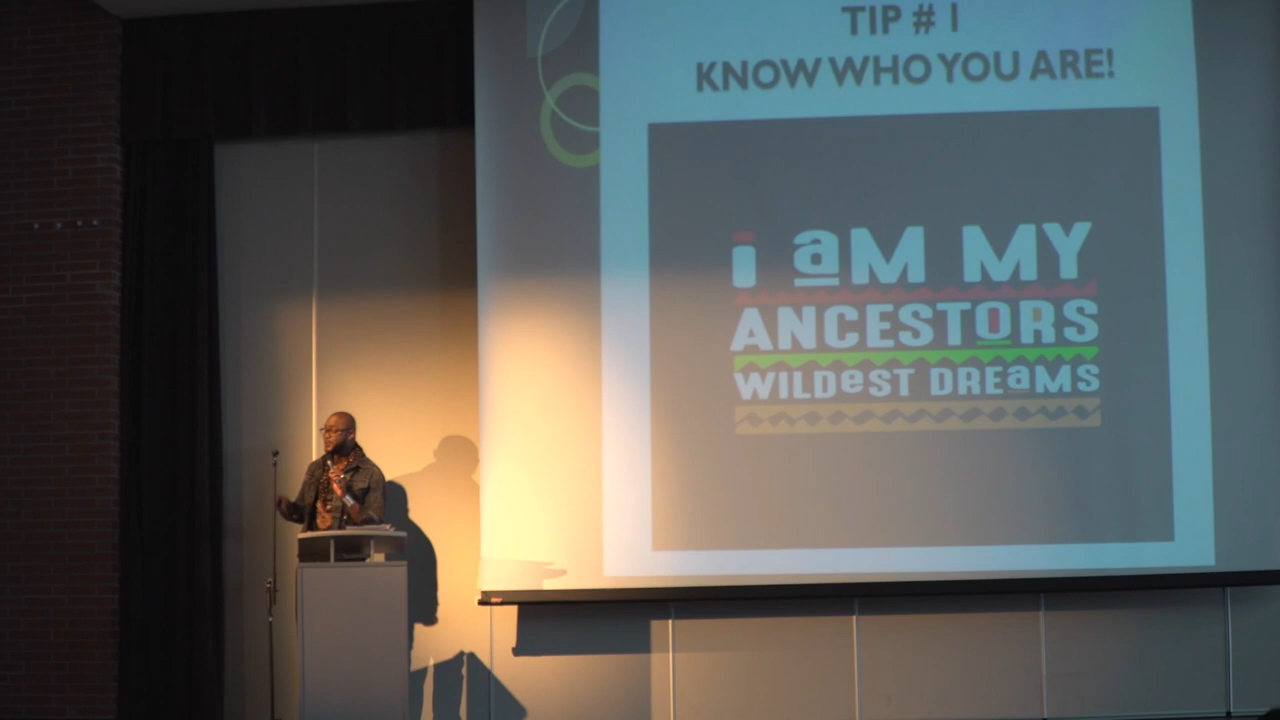 TIP # 1
KNOW WHO YOU ARE!
i aM MY
ANCESTORS
WILDeST DREaMS